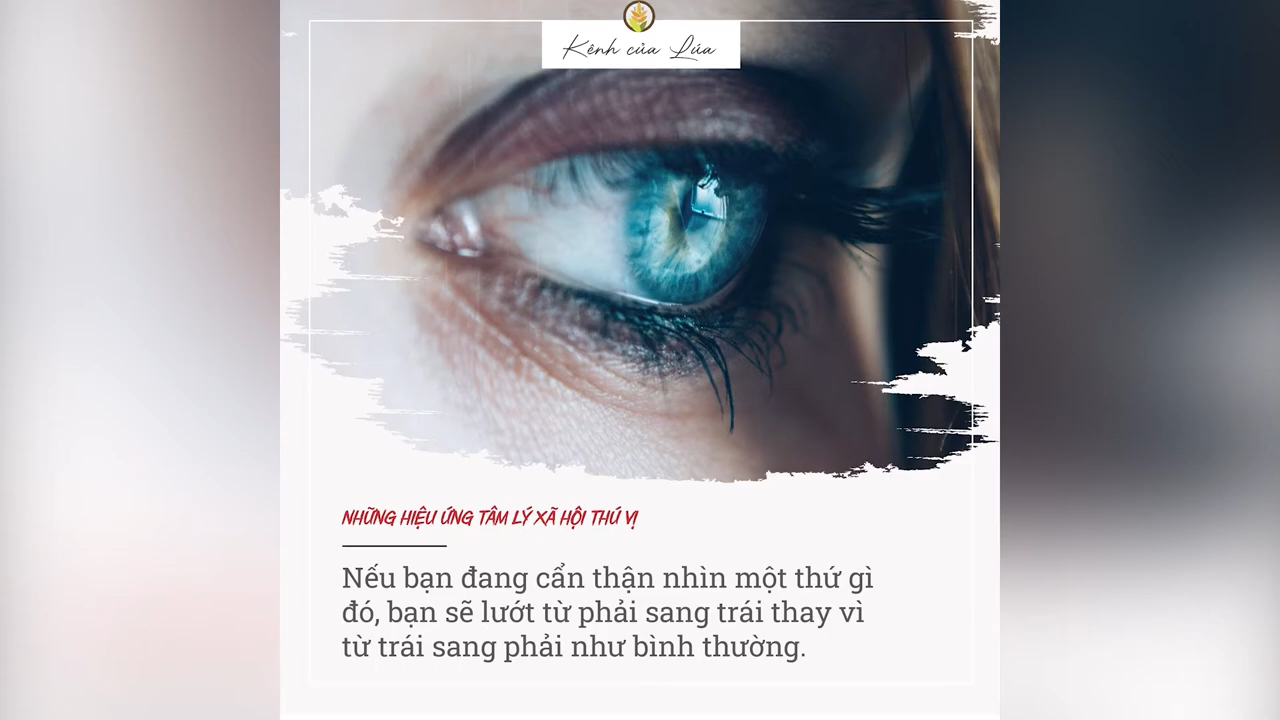 Kênh của Lúa
NHỮNG HIỆU ỨNG TÂM LÝ XÃ HỘI THÚ VỊ
Nếu bạn đang cẩn thận nhìn một thứ gì
đó, bạn sẽ lướt từ phải sang trái thay vì
từ trái sang phải như bình thường.